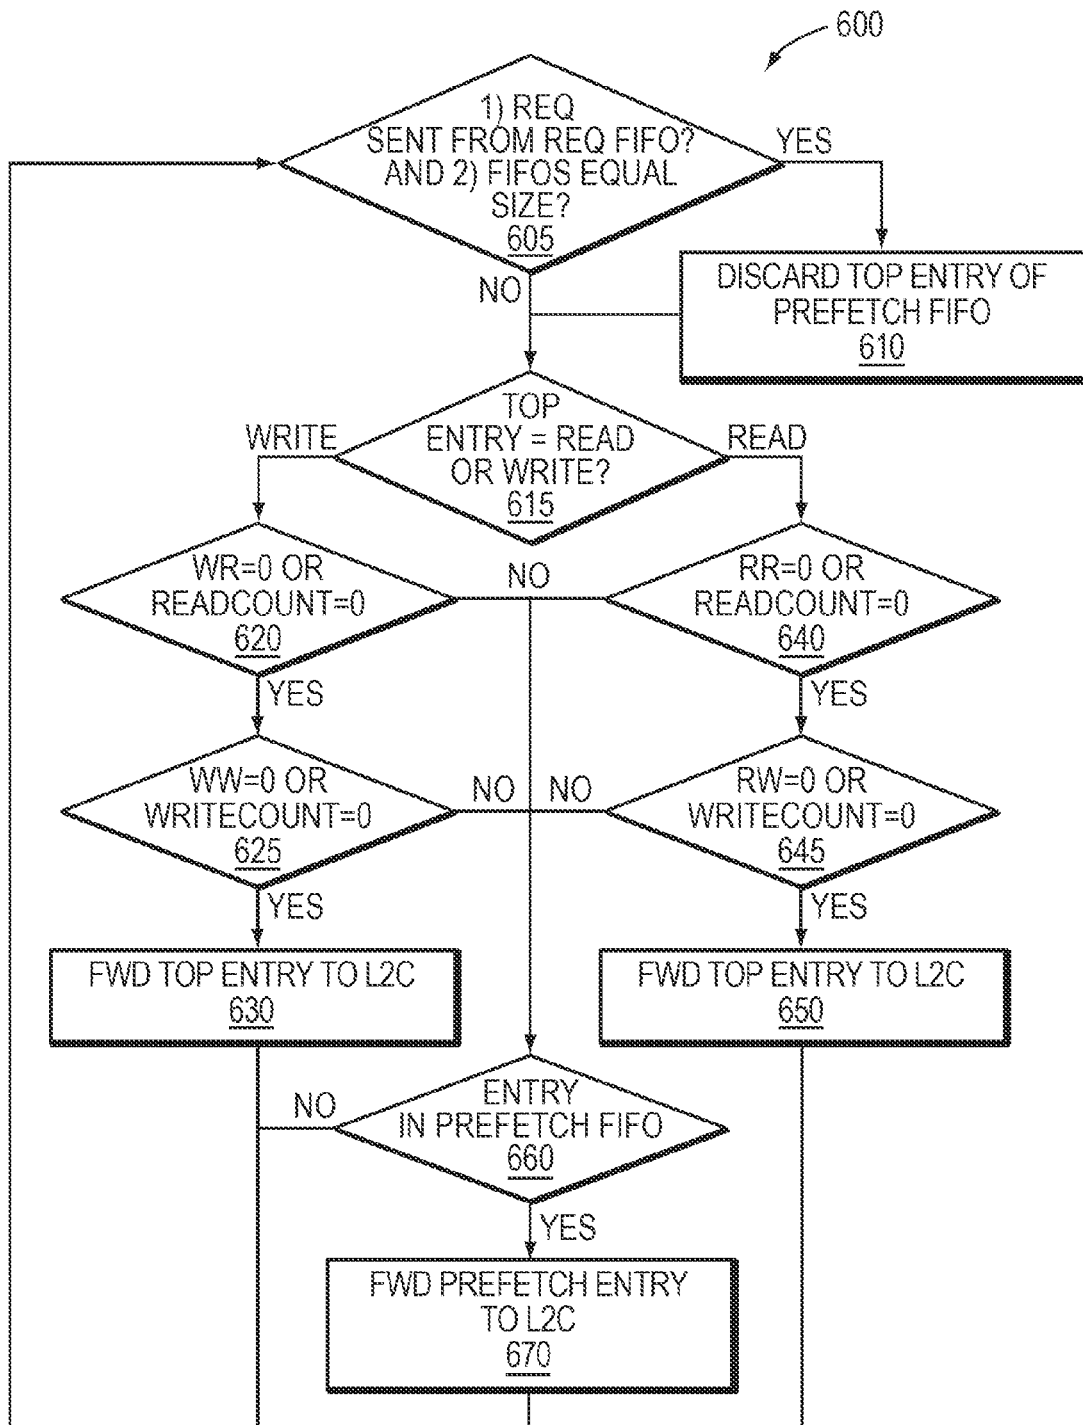 600
1) REQ
SENT FROM REQ FIFO?
AND 2) FIFOS EQUAL
SIZE?
605
YES
NO
DISCARD TOP ENTRY OF
PREFETCH FIFO
610
TOP
ENTRY = READ
OR WRITE?
615
WRITE
READ
WR=0 OR
READCOUNT=0
620
NO
RR=0 OR
READCOUNT=0
640
YES
YES
WW=0 OR
WRITECOUNT=0
625
NO
NO
RW=0 OR
WRITECOUNT=0
645
YES
YES
FWD TOP ENTRY TO L2C
630
FWD TOP ENTRY TO L2C
650
NO
ENTRY
IN PREFETCH FIFO
660
YES
FWD PREFETCH ENTRY
TO L2C
670